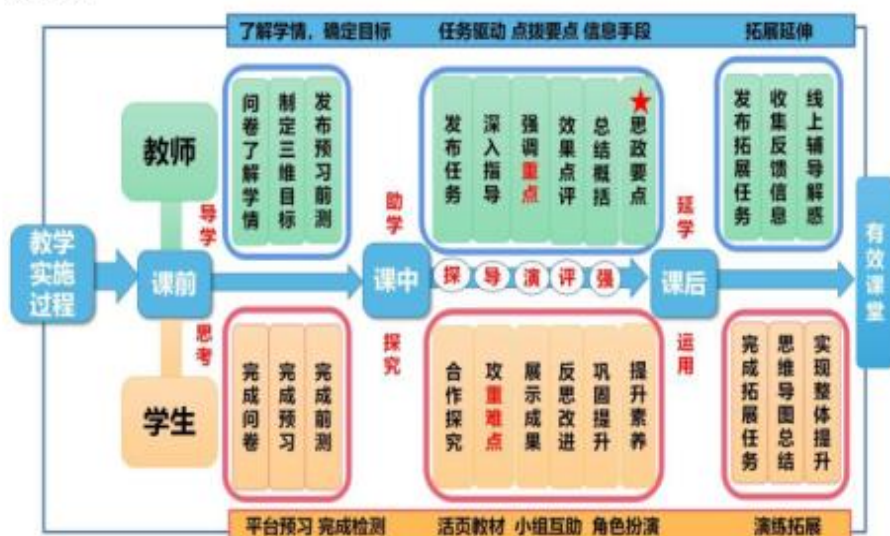 了解学情，确定目标
任务驱动 点拨要点 信息手段
拓展延伸
教师
问卷了解学情
制定三维目标
发布预习前测
发布任务
深入指导
强调重点
效果点评
总结概括
思政要点
发布拓展任务
收集反馈信息
线上辅导解惑
导学
助学
延学
教学
实施
过程
课前
课中
探
导
演
评
强
课后
有效课堂
思考
探究
运用
学生
完成问卷
完成预习
完成前测
合作探究
攻重难点
展示成果
反思改进
巩固提升
提升素养
完成拓展任务
思维导图总结
实现整体提升
平台预习 完成检测
活页教材 小组互助 角色扮演
演练拓展